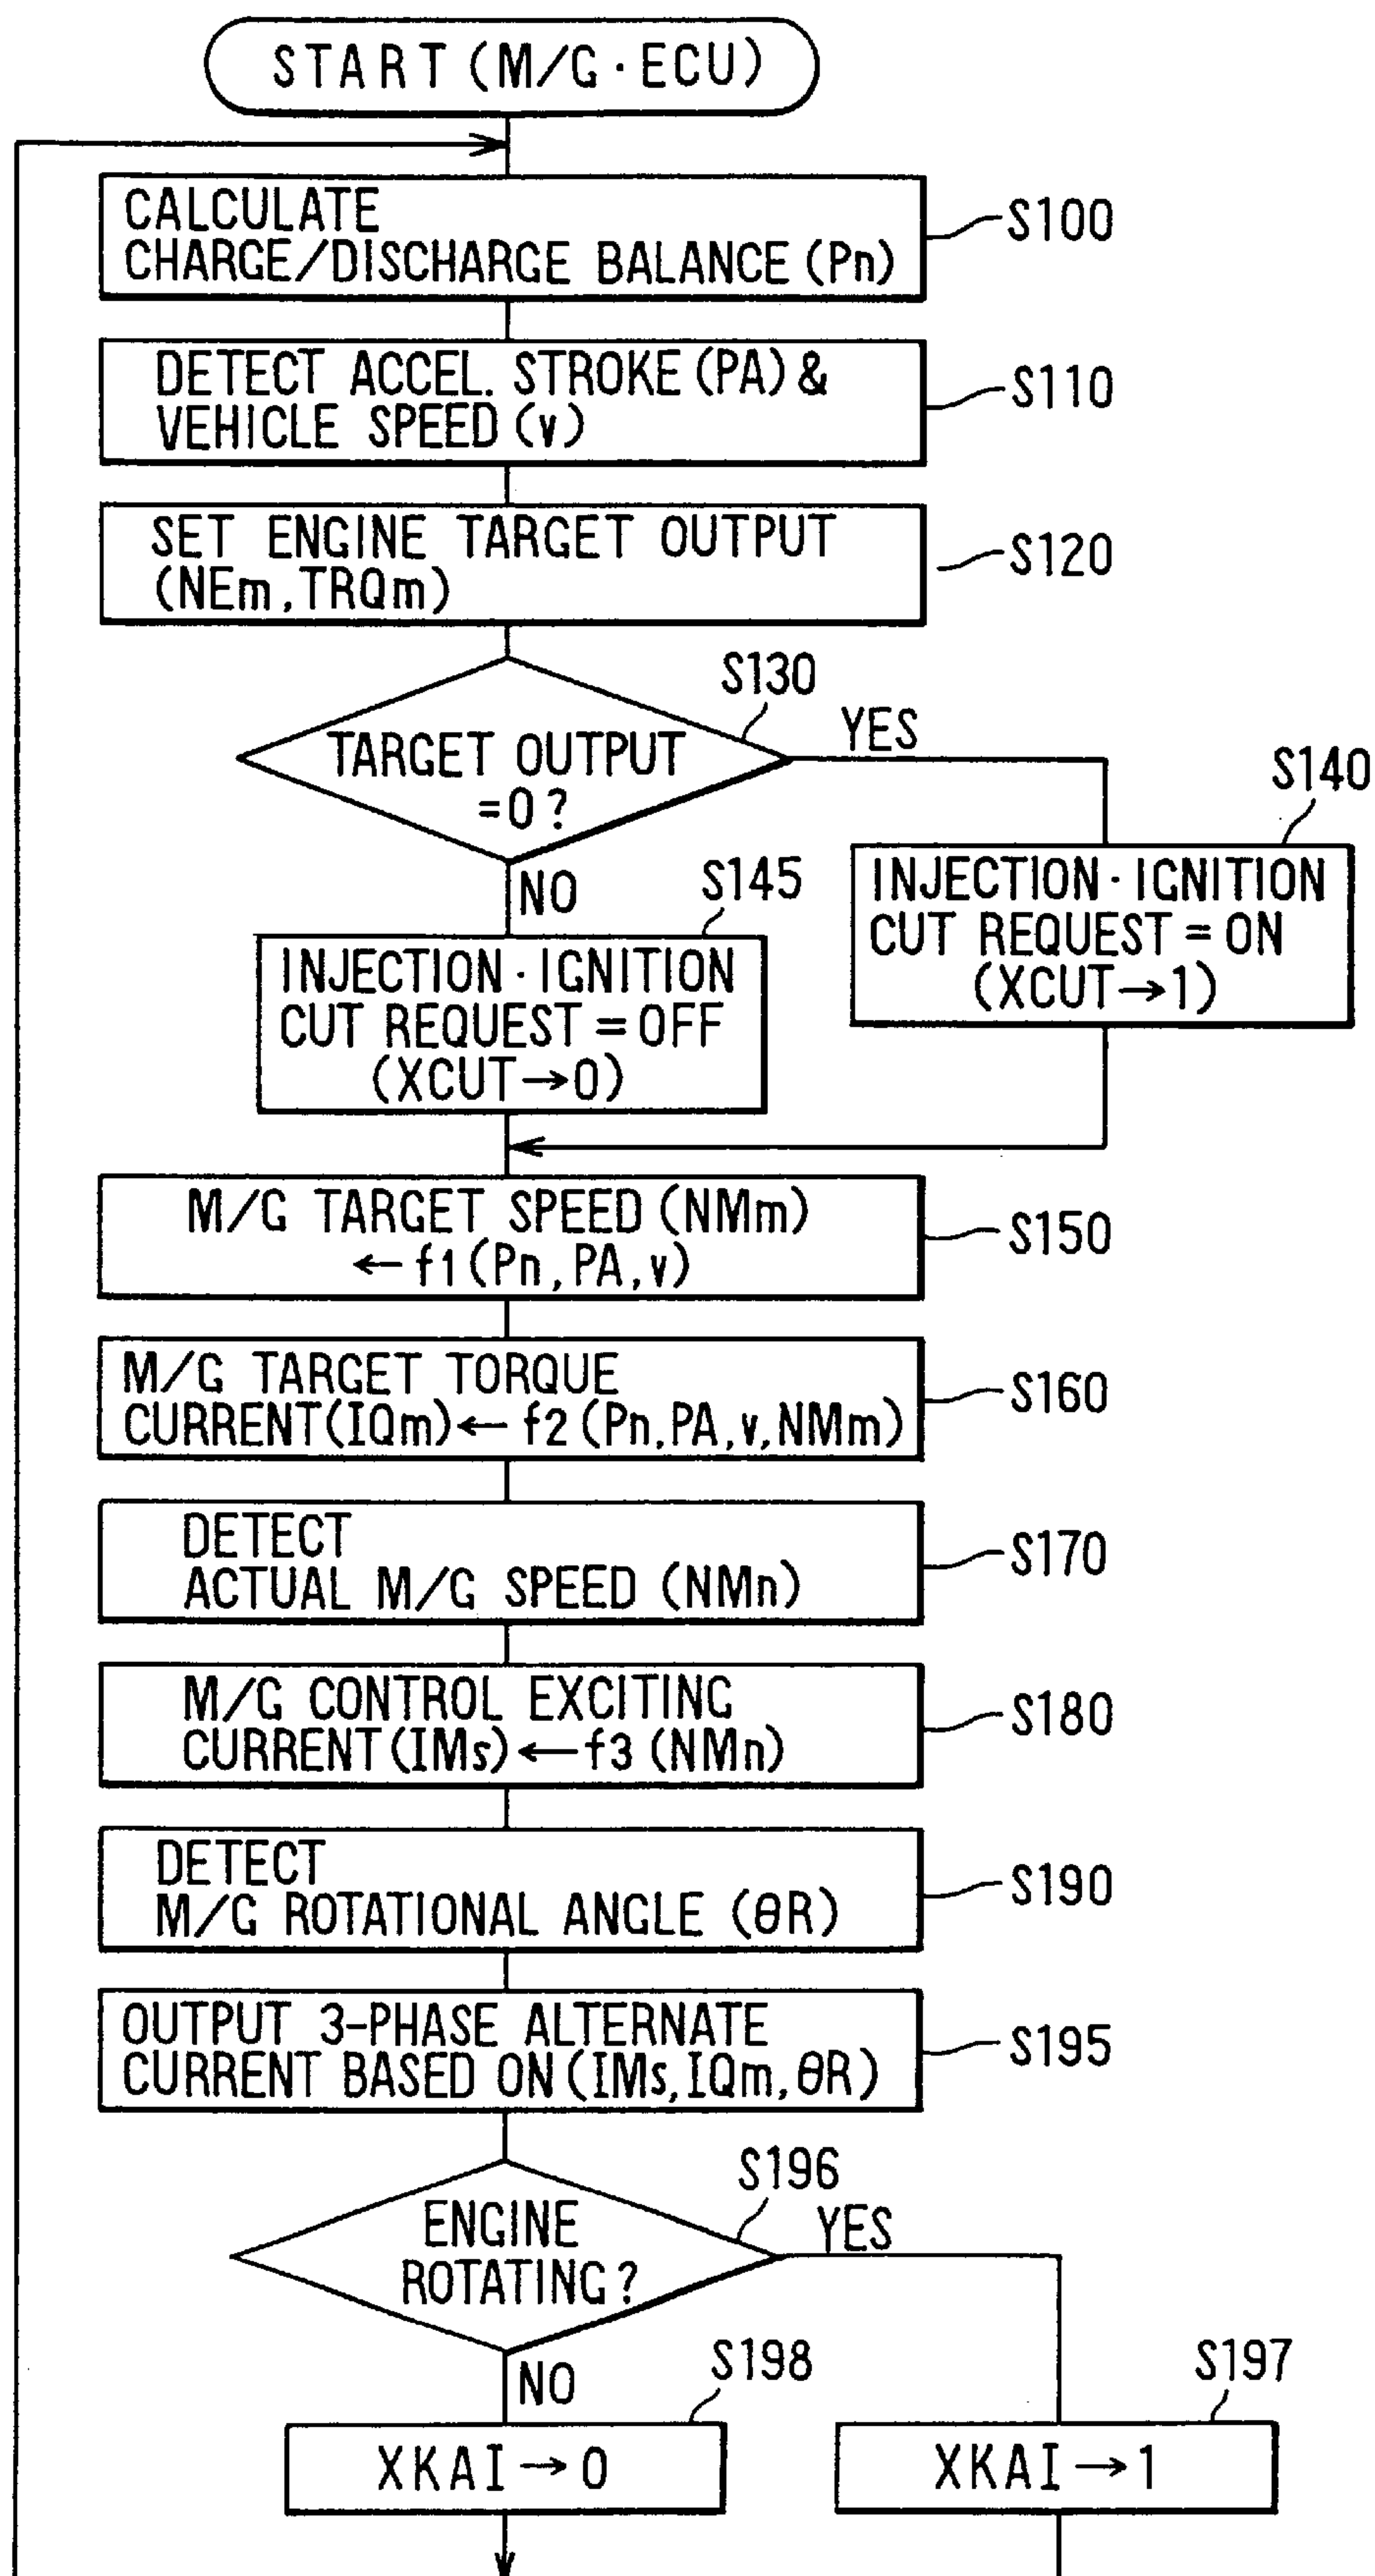 START (M/G·ECU)
CALCULATE
CHARGE/DISCHARGE BALANCE (Pn)
S100
DETECT ACCEL. STROKE (PA) &
VEHICLE SPEED (v)
S110
SET ENGINE TARGET OUTPUT
(NEm, TRQm)
S120
S130
TARGET OUTPUT
=0?
YES
NO
S140
INJECTION·IGNITION
CUT REQUEST = ON
(XCUT→1)
S145
INJECTION·IGNITION
CUT REQUEST = OFF
(XCUT→0)
M/G TARGET SPEED (NMm)
←f1 (Pn, PA, v)
S150
M/G TARGET TORQUE
CURRENT (IQm) ← f2 (Pn, PA, v, NMm)
S160
DETECT
ACTUAL M/G SPEED (NMn)
S170
M/G CONTROL EXCITING
CURRENT (IMs) ← f3 (NMn)
S180
DETECT
M/G ROTATIONAL ANGLE (θR)
S190
OUTPUT 3-PHASE ALTERNATE
CURRENT BASED ON (IMs, IQm, θR)
S195
S196
ENGINE
ROTATING?
YES
NO
S198
XKAI→0
S197
XKAI→1